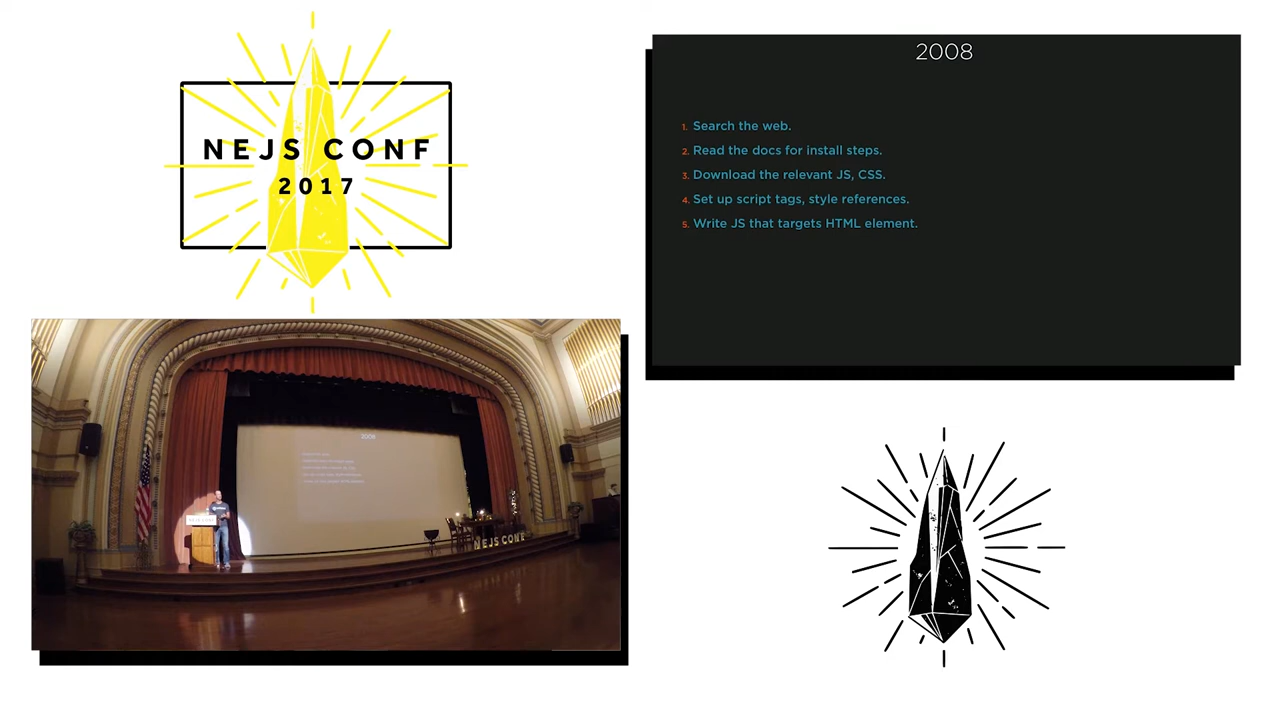 NEJS CONF
2017
2008
1. Search the web.
2. Read the docs for install steps.
3. Download the relevant JS, CSS.
4. Set up script tags, style references.
5. Write JS that targets HTML element.
2008
NEJS CONF